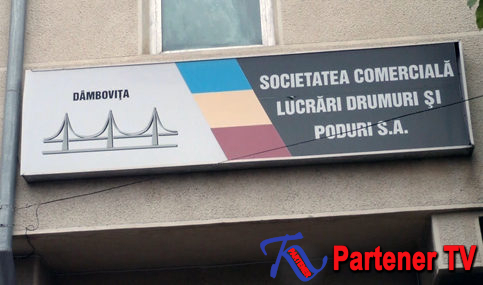 DÂMBOVIȚA
SOCIETATEA COMERCIALĂ
LUCRĂRI DRUMURI ȘI
PODURI S.A.
Partener TV